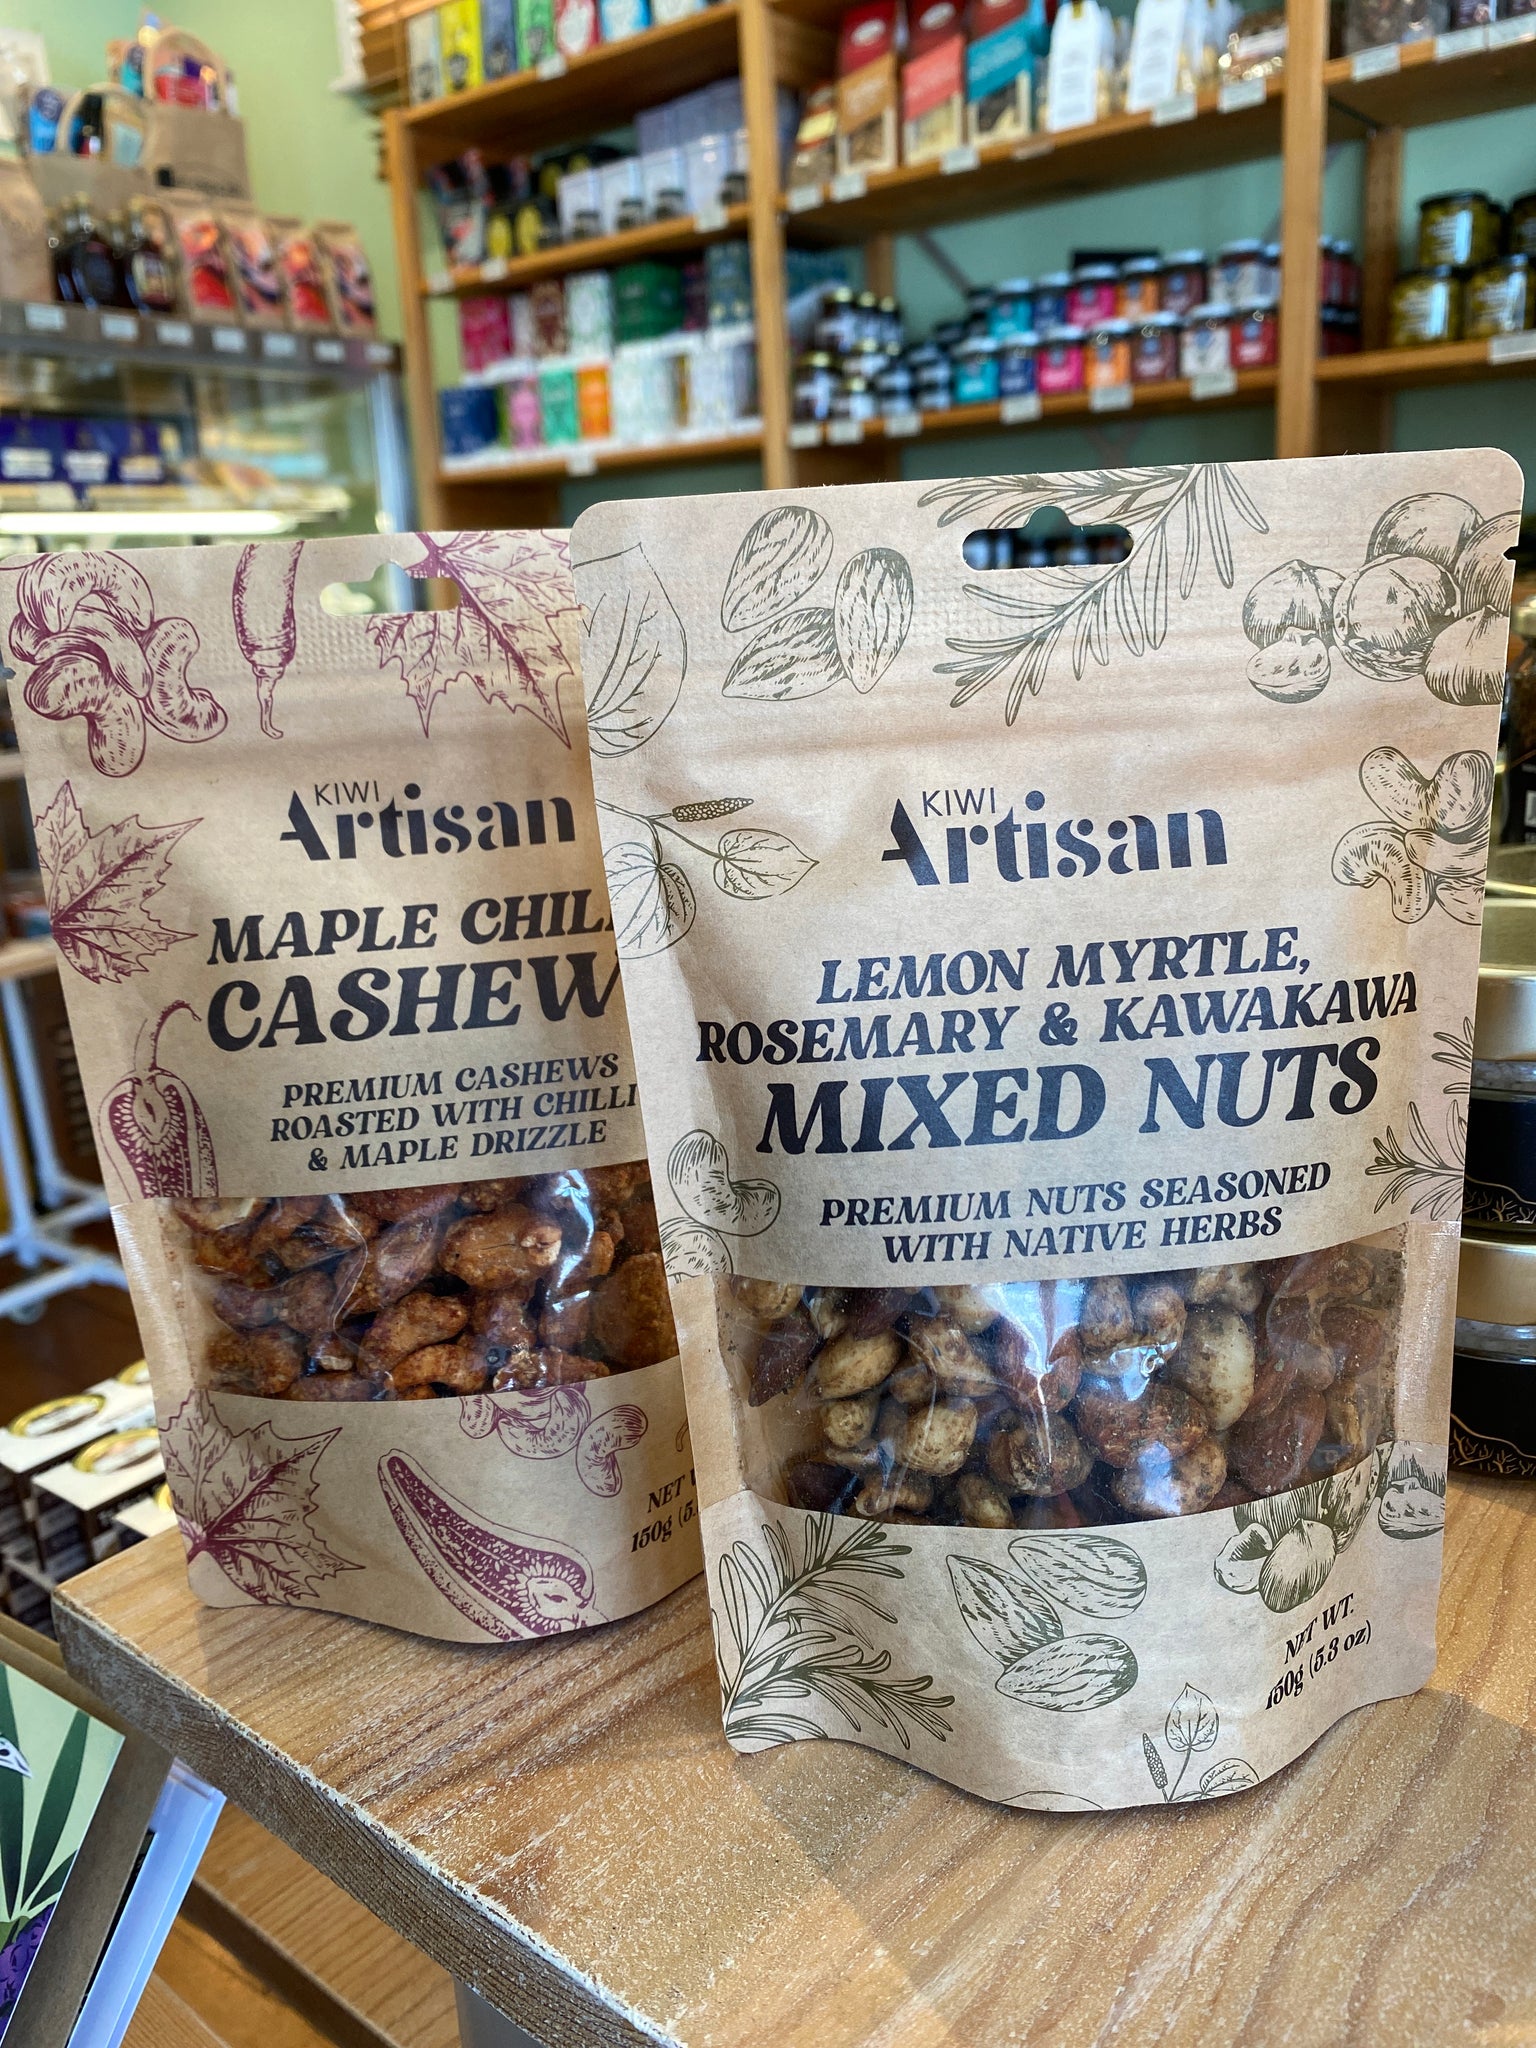 KIWI
Artisan
MAPLE CHILL
CASHEW
PREMIUM CASHEWS
ROASTED WITH CHILLI
& MAPLE DRIZZLE
NET W
150g (5.
KIWI
Artisan
LEMON MYRTLE,
ROSEMARY & KAWAKAWA
MIXED NUTS
PREMIUM NUTS SEASONED
WITH NATIVE HERBS
NET WT.
150g (5.3 oz)